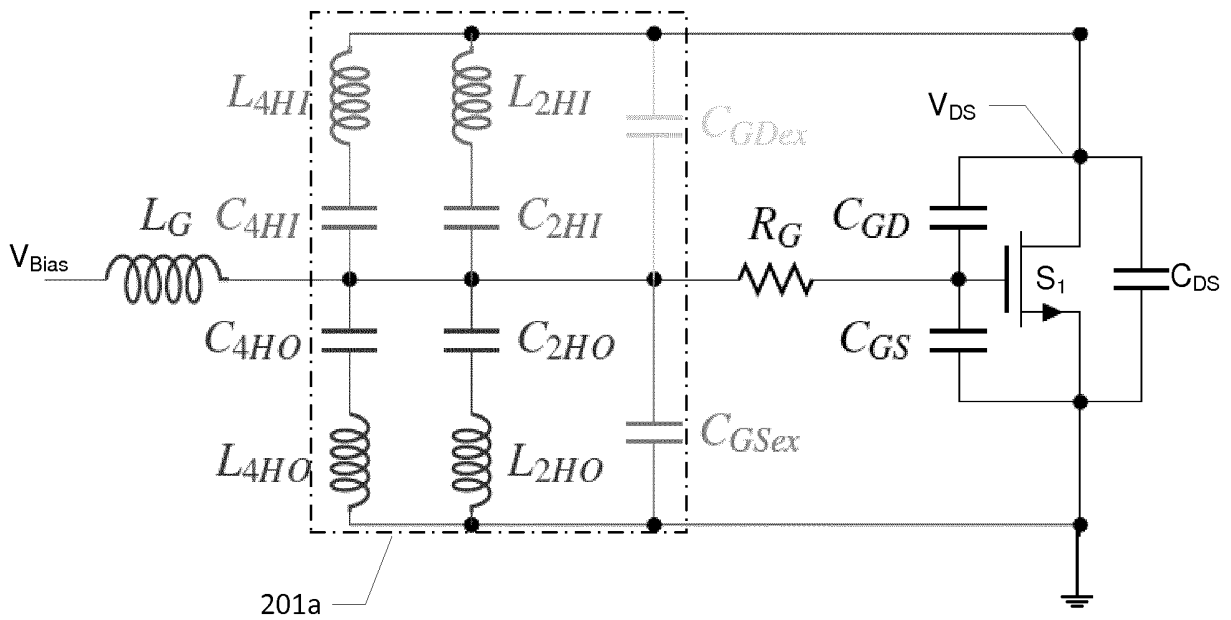 L4HI
L2HI
CGDex
VDS
C4HI
C2HI
LG
RG
CGD
VBias
S1
CDS
C4HO
C2HO
CGS
CGSex
L4HO
L2HO
201a